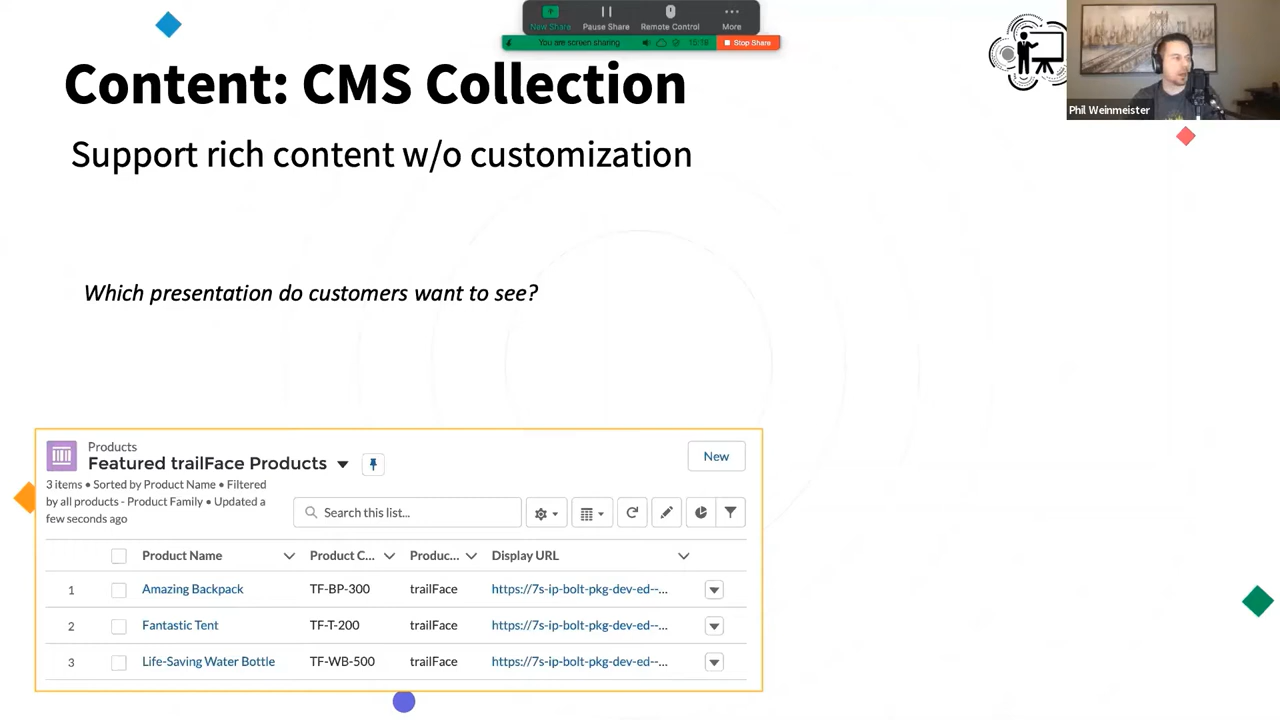 New Share
Pause Share
Remote Control
More
You are screen sharing
15:19
Stop Share
Phil Weinmeister
Content: CMS Collection
Support rich content w/o customization
Which presentation do customers want to see?
Products
Featured trailFace Products
New
3 items • Sorted by Product Name • Filtered
by all products - Product Family • Updated a
few seconds ago
Search this list...
Product Name Product C... Produc... Display URL
1 Amazing Backpack TF-BP-300 trailFace https://7s-ip-bolt-pkg-dev-ed--...
2 Fantastic Tent TF-T-200 trailFace https://7s-ip-bolt-pkg-dev-ed--...
3 Life-Saving Water Bottle TF-WB-500 trailFace https://7s-ip-bolt-pkg-dev-ed--...